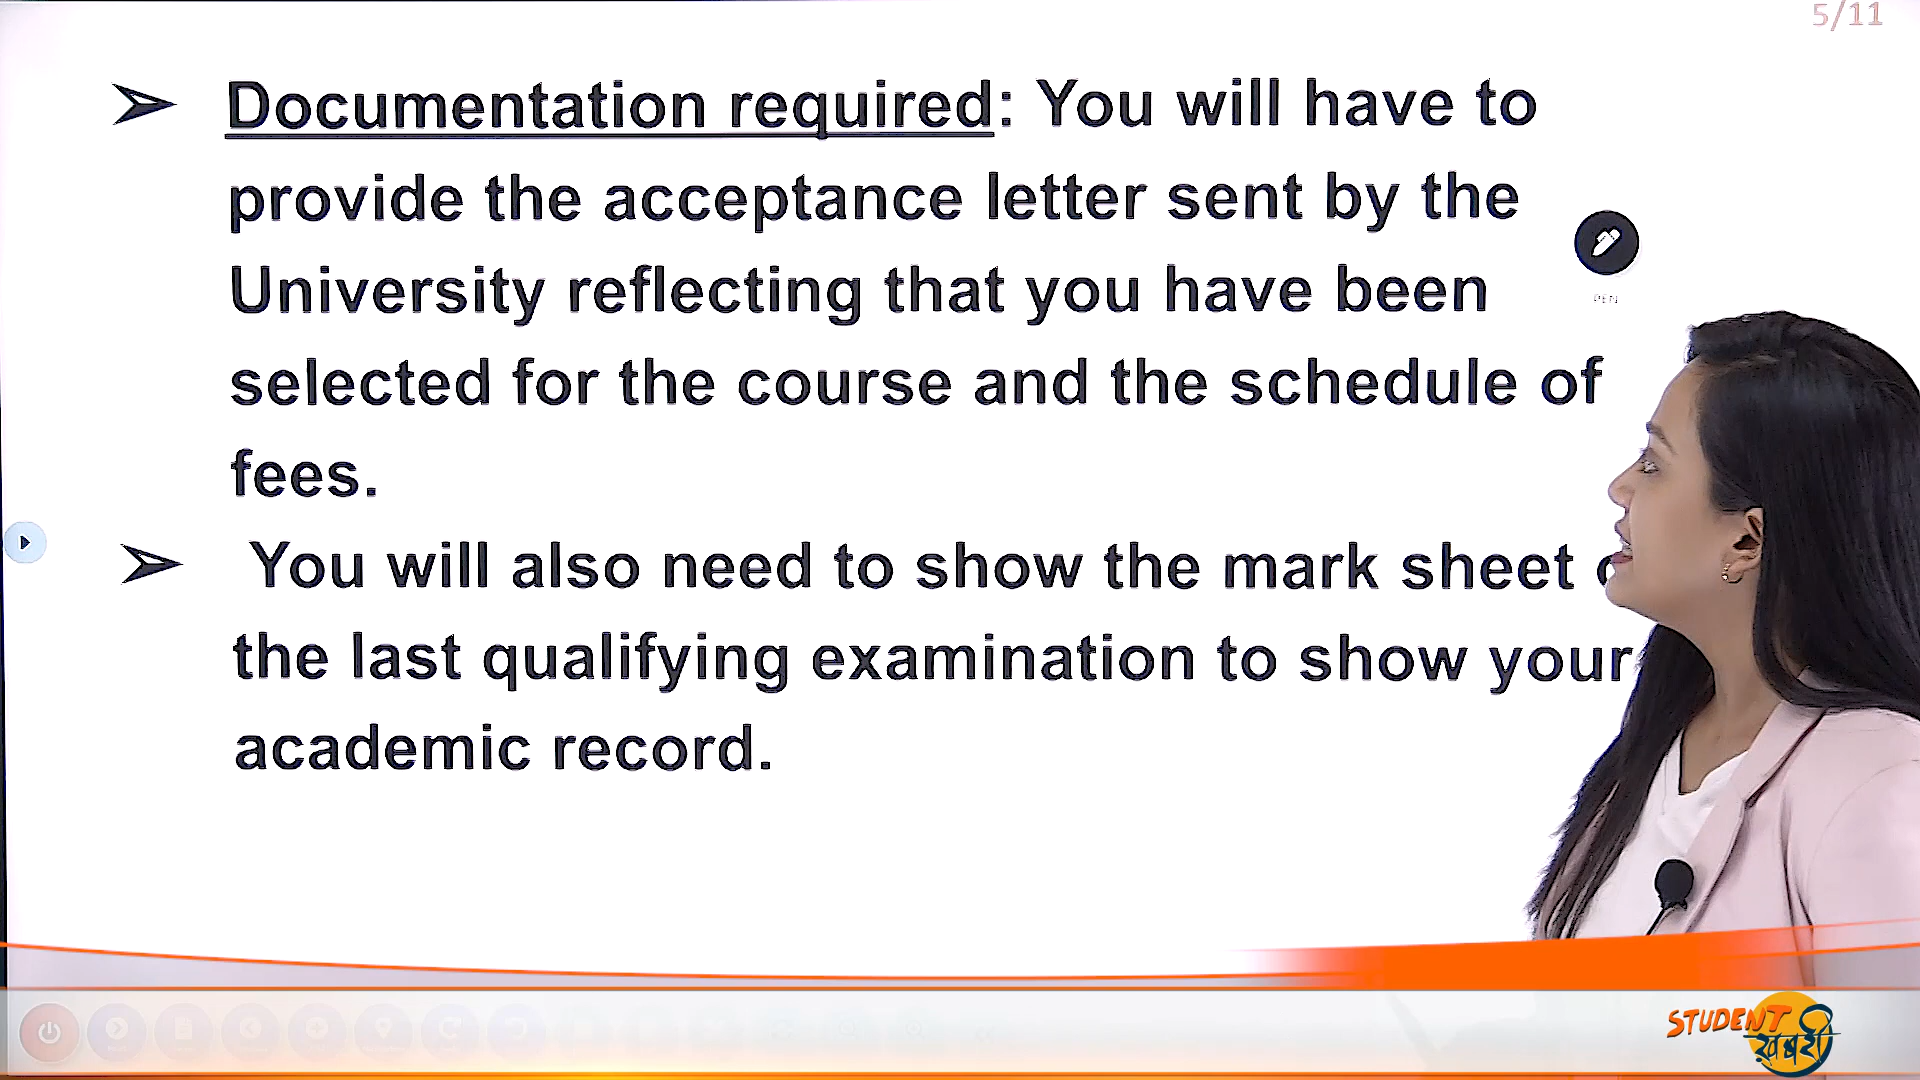 5/11
➢ Documentation required: You will have to
provide the acceptance letter sent by the
University reflecting that you have been
selected for the course and the schedule of
fees.
➢ You will also need to show the mark sheet
the last qualifying examination to show your
academic record.
PEN
STUDENT
खबरी